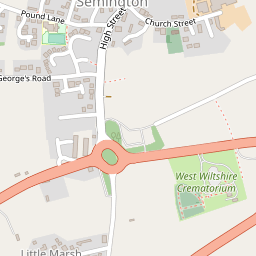 Semington
Pound Lane
Church Street
High Street
George's Road
West Wiltshire
Crematorium
Little Marsh